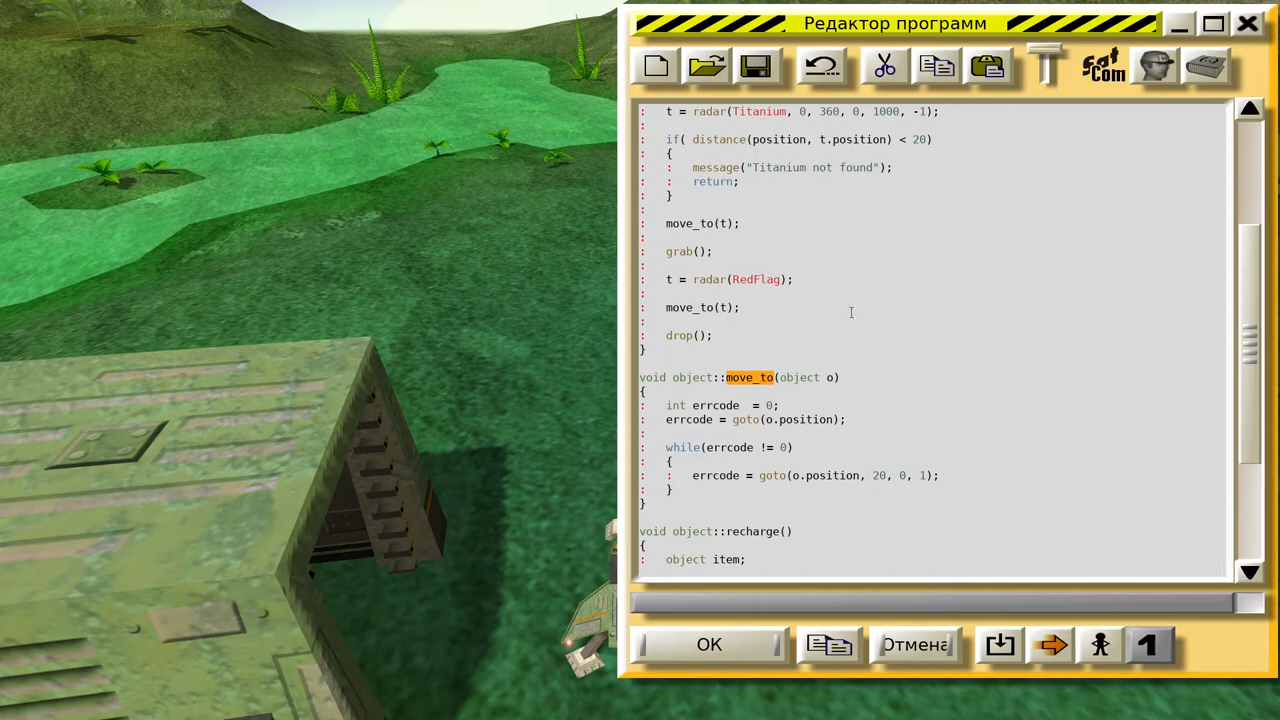 Редактор программ
Sat Com
:   t = radar(Titanium, 0, 360, 0, 1000, -1);
:
:   if( distance(position, t.position) < 20)
:   {
:   :   message("Titanium not found");
:   :   return;
:   }
:
:   move_to(t);
:
:   grab();
:
:   t = radar(RedFlag);
:
:   move_to(t);
:
:   drop();
}
void object::move_to(object o)
{
:   int errcode  = 0;
:   errcode = goto(o.position);
:
:   while(errcode != 0)
:   {
:   :   errcode = goto(o.position, 20, 0, 1);
:   }
}
void object::recharge()
{
:   object item;
OK
Отмена
1